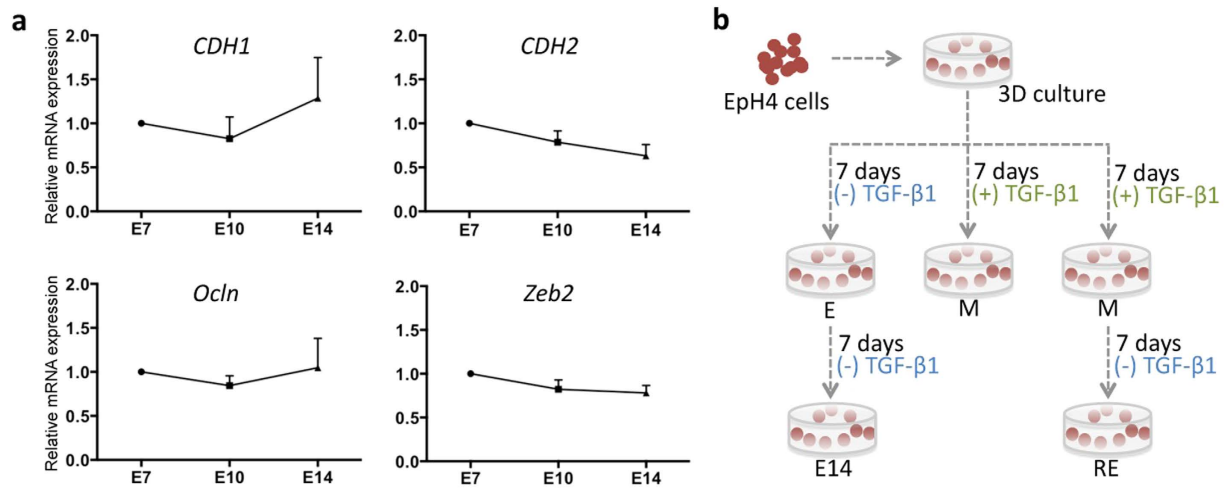 a
CDH1
Relative mRNA expression
2.0
1.5
1.0
0.5
0.0
E7
E10
E14
CDH2
2.0
1.5
1.0
0.5
0.0
E7
E10
E14
Ocln
Relative mRNA expression
2.0
1.5
1.0
0.5
0.0
E7
E10
E14
Zeb2
2.0
1.5
1.0
0.5
0.0
E7
E10
E14
b
EpH4 cells
3D culture
7 days
(-) TGF-β1
7 days
(+) TGF-β1
7 days
(+) TGF-β1
E
M
M
7 days
(-) TGF-β1
7 days
(-) TGF-β1
E14
RE